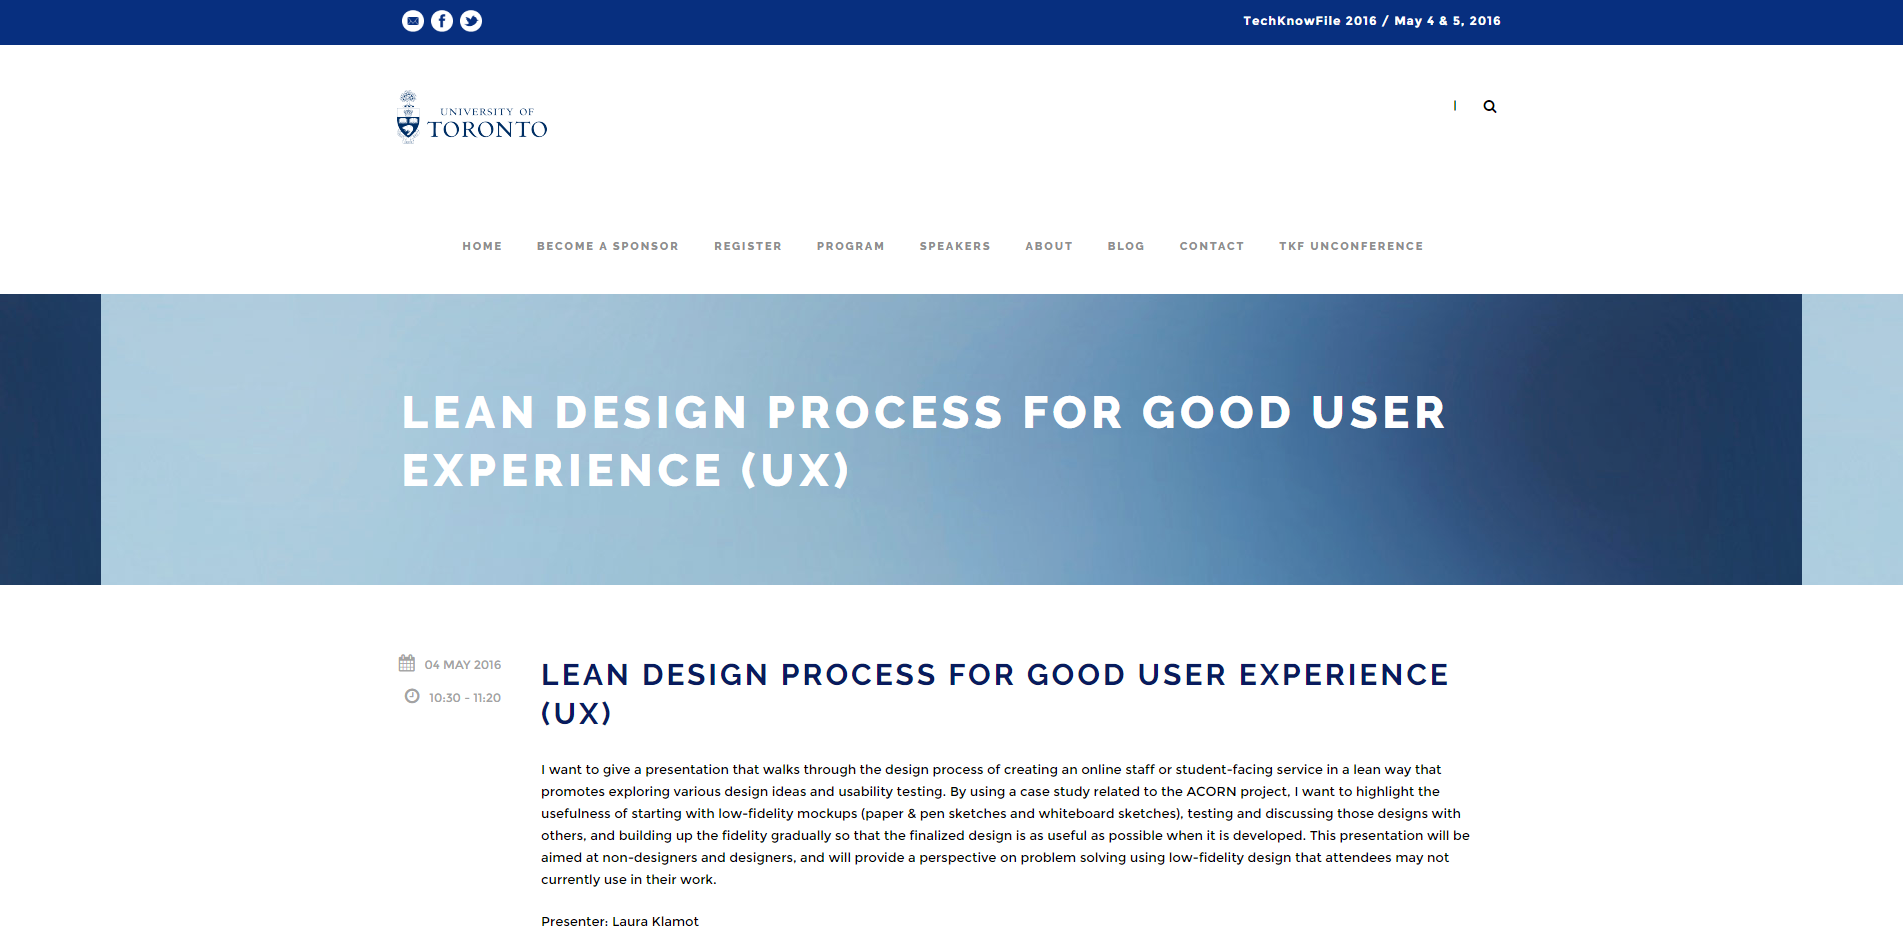 TechKnowFile 2016 / May 4 & 5, 2016
UNIVERSITY OF
TORONTO
|
HOME BECOME A SPONSOR REGISTER PROGRAM SPEAKERS ABOUT BLOG CONTACT TKF UNCONFERENCE
LEAN DESIGN PROCESS FOR GOOD USER
EXPERIENCE (UX)
04 MAY 2016
10:30 - 11:20
LEAN DESIGN PROCESS FOR GOOD USER EXPERIENCE
(UX)
I want to give a presentation that walks through the design process of creating an online staff or student-facing service in a lean way that
promotes exploring various design ideas and usability testing. By using a case study related to the ACORN project, I want to highlight the
usefulness of starting with low-fidelity mockups (paper & pen sketches and whiteboard sketches), testing and discussing those designs with
others, and building up the fidelity gradually so that the finalized design is as useful as possible when it is developed. This presentation will be
aimed at non-designers and designers, and will provide a perspective on problem solving using low-fidelity design that attendees may not
currently use in their work.
Presenter: Laura Klamot